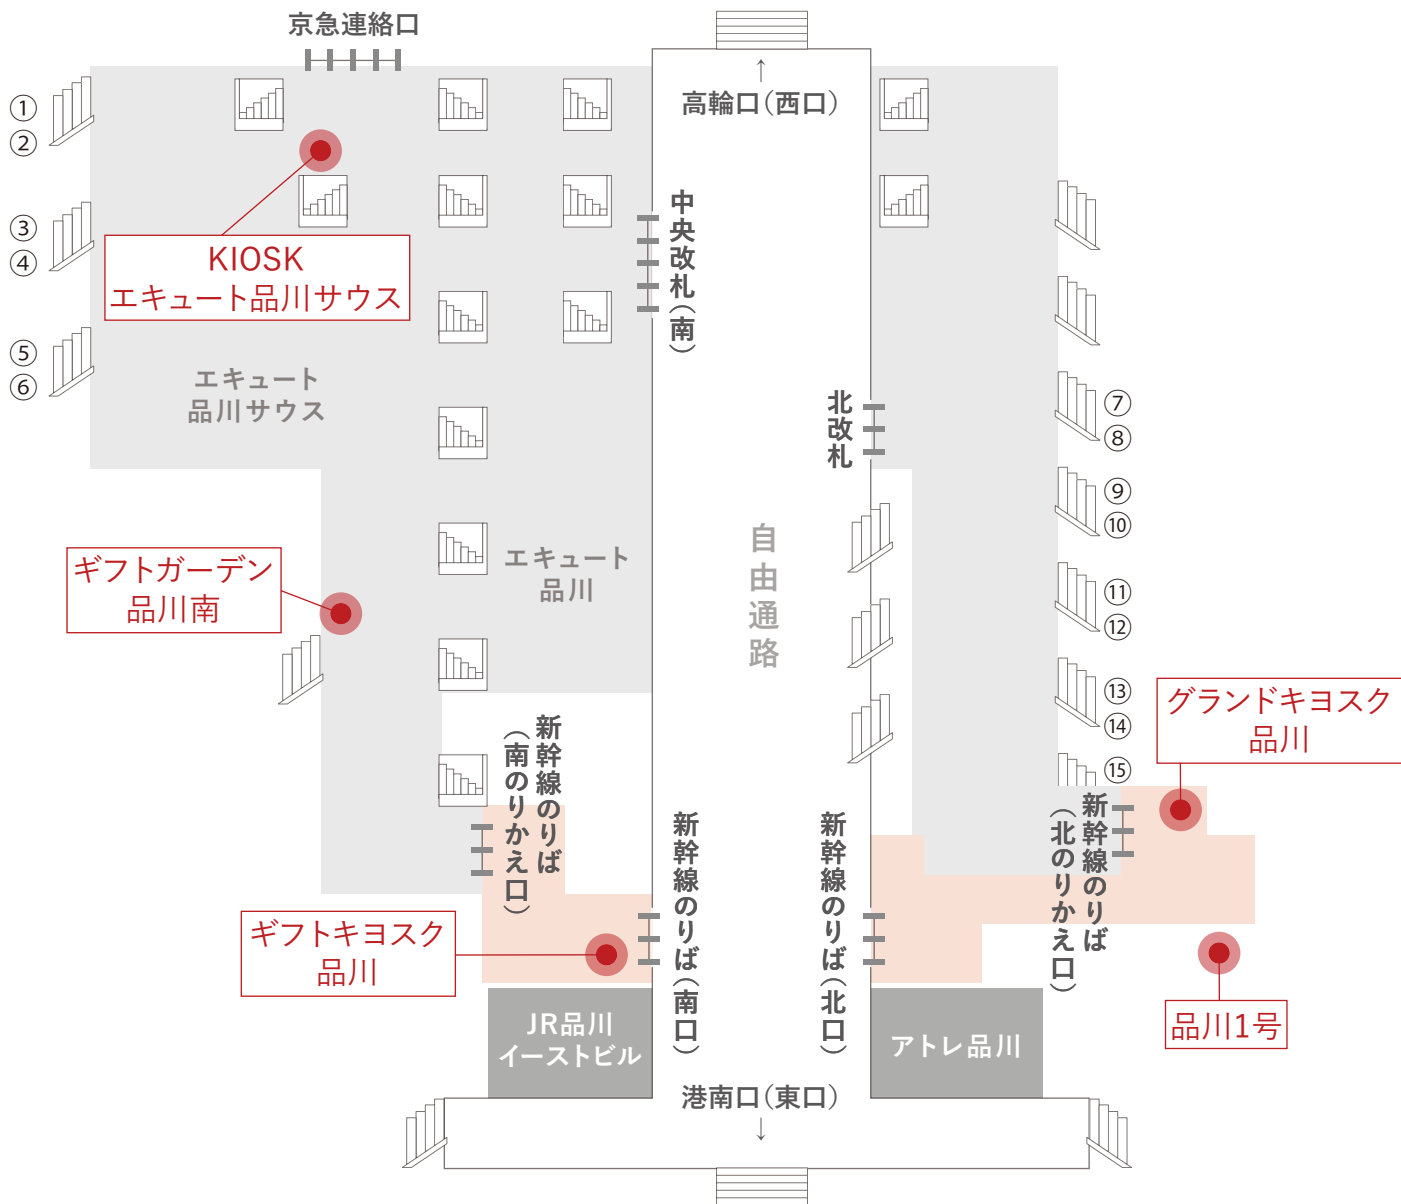 京急連絡口
高輪口(西口)
①
②
③
④
⑤
⑥
KIOSK
エキュート品川サウス
エキュート
品川サウス
中央改札(南)
北改札
⑦
⑧
⑨
⑩
⑪
⑫
⑬
⑭
⑮
自由通路
エキュート
品川
ギフトガーデン
品川南
グランドキヨスク
品川
新幹線のりば
(南のりかえ口)
新幹線のりば(南口)
新幹線のりば(北口)
新幹線のりば
(北のりかえ口)
ギフトキヨスク
品川
品川1号
JR品川
イーストビル
アトレ品川
港南口(東口)